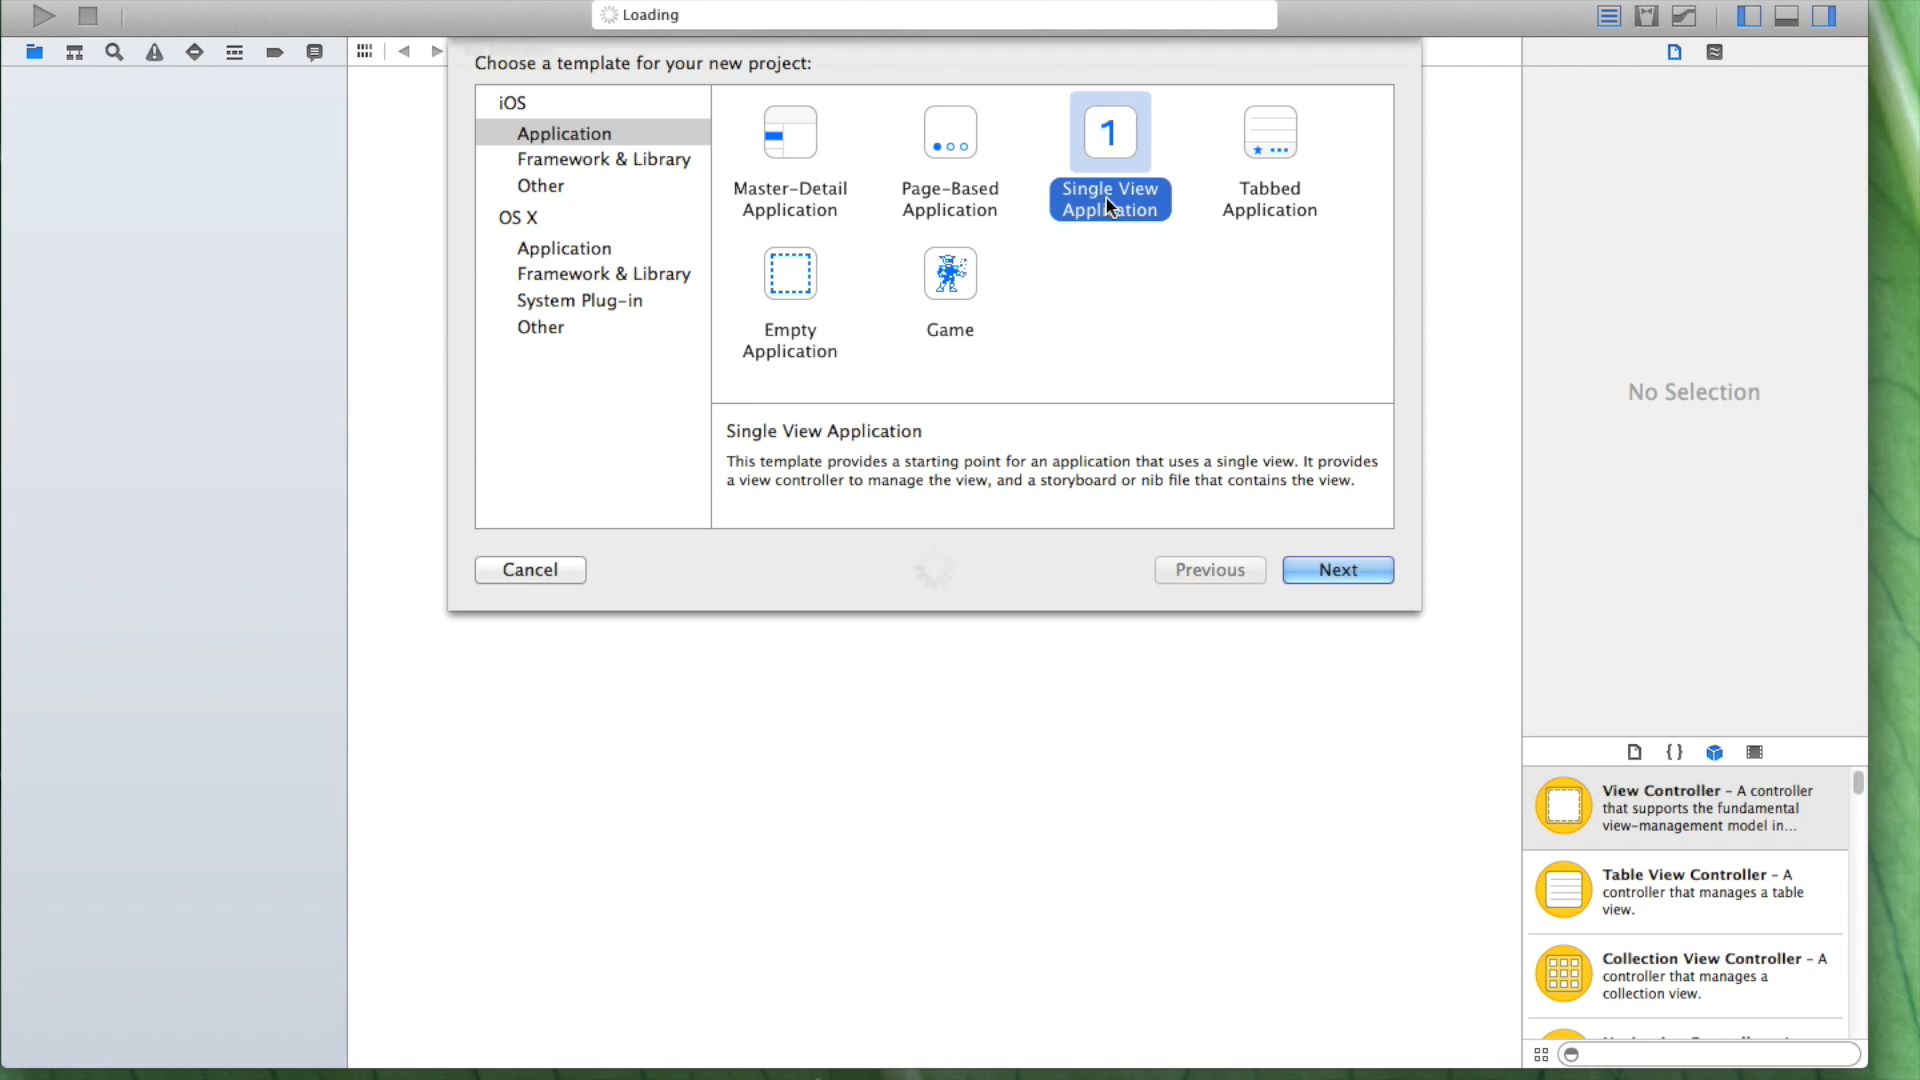 Loading
Choose a template for your new project:
iOS
Application
Framework & Library
Other
OS X
Application
Framework & Library
System Plug-in
Other
1
Master-Detail
Application
Page-Based
Application
Single View
Application
Tabbed
Application
Empty
Application
Game
Single View Application
This template provides a starting point for an application that uses a single view. It provides
a view controller to manage the view, and a storyboard or nib file that contains the view.
Cancel
Previous
Next
No Selection
{ }
View Controller - A controller
that supports the fundamental
view-management model in...
Table View Controller - A
controller that manages a table
view.
Collection View Controller - A
controller that manages a
collection view.